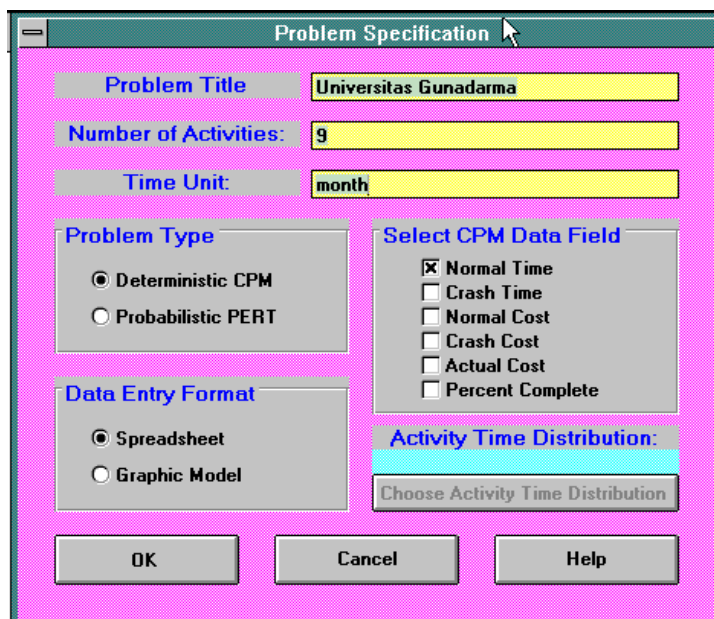 Problem Specification
Problem Title
Universitas Gunadarma
Number of Activities:
9
Time Unit:
month
Problem Type
Deterministic CPM
Probabilistic PERT
Select CPM Data Field
Normal Time
Crash Time
Normal Cost
Crash Cost
Actual Cost
Percent Complete
Data Entry Format
Spreadsheet
Graphic Model
Activity Time Distribution:
Choose Activity Time Distribution
OK
Cancel
Help